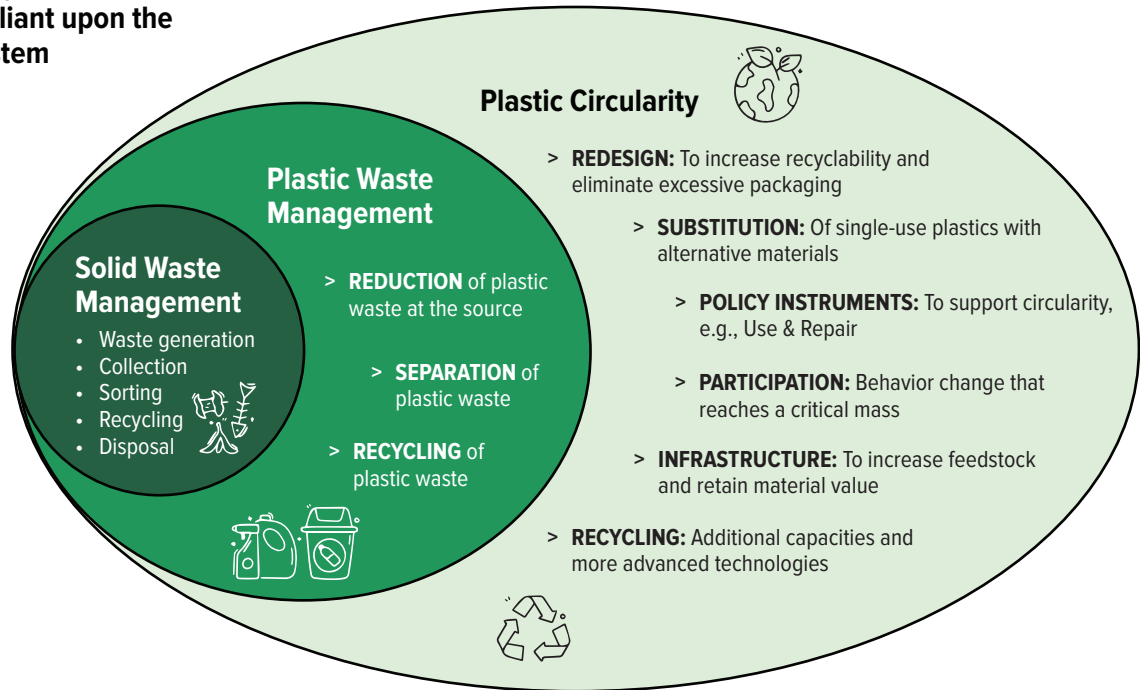 liant upon the
stem
Plastic Circularity
> REDESIGN: To increase recyclability and
eliminate excessive packaging
> SUBSTITUTION: Of single-use plastics with
alternative materials
> POLICY INSTRUMENTS: To support circularity,
e.g., Use & Repair
> PARTICIPATION: Behavior change that
reaches a critical mass
> INFRASTRUCTURE: To increase feedstock
and retain material value
> RECYCLING: Additional capacities and
more advanced technologies
Plastic Waste
Management
> REDUCTION of plastic
waste at the source
> SEPARATION of
plastic waste
> RECYCLING of
plastic waste
Solid Waste
Management
• Waste generation
• Collection
• Sorting
• Recycling
• Disposal